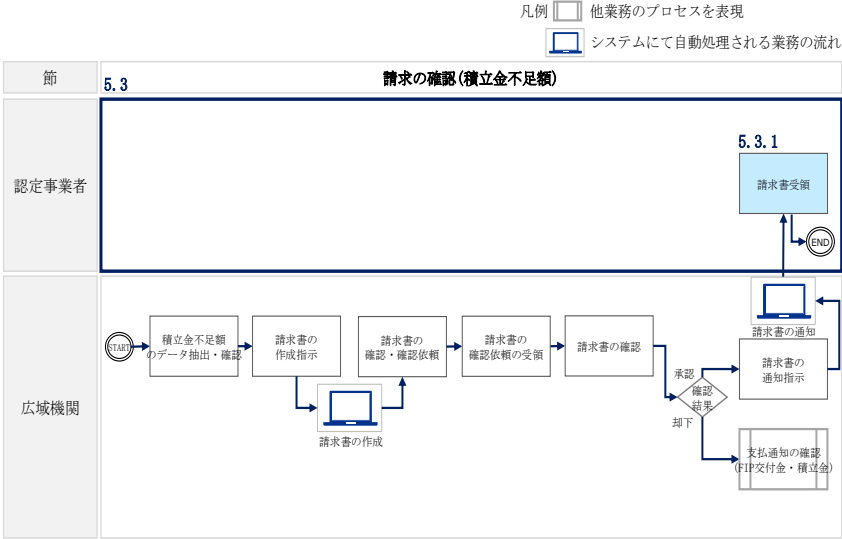 凡例 他業務のプロセスを表現
システムにて自動処理される業務の流れ
節
5.3
請求の確認(積立金不足額)
認定事業者
5.3.1
請求書受領
END
広域機関
START
積立金不足額
のデータ抽出・確認
請求書の
作成指示
請求書の作成
請求書の
確認・確認依頼
請求書の
確認依頼の受領
請求書の確認
承認
確認
結果
却下
請求書の通知
請求書の
通知指示
支払通知の確認
(FIP交付金・積立金)